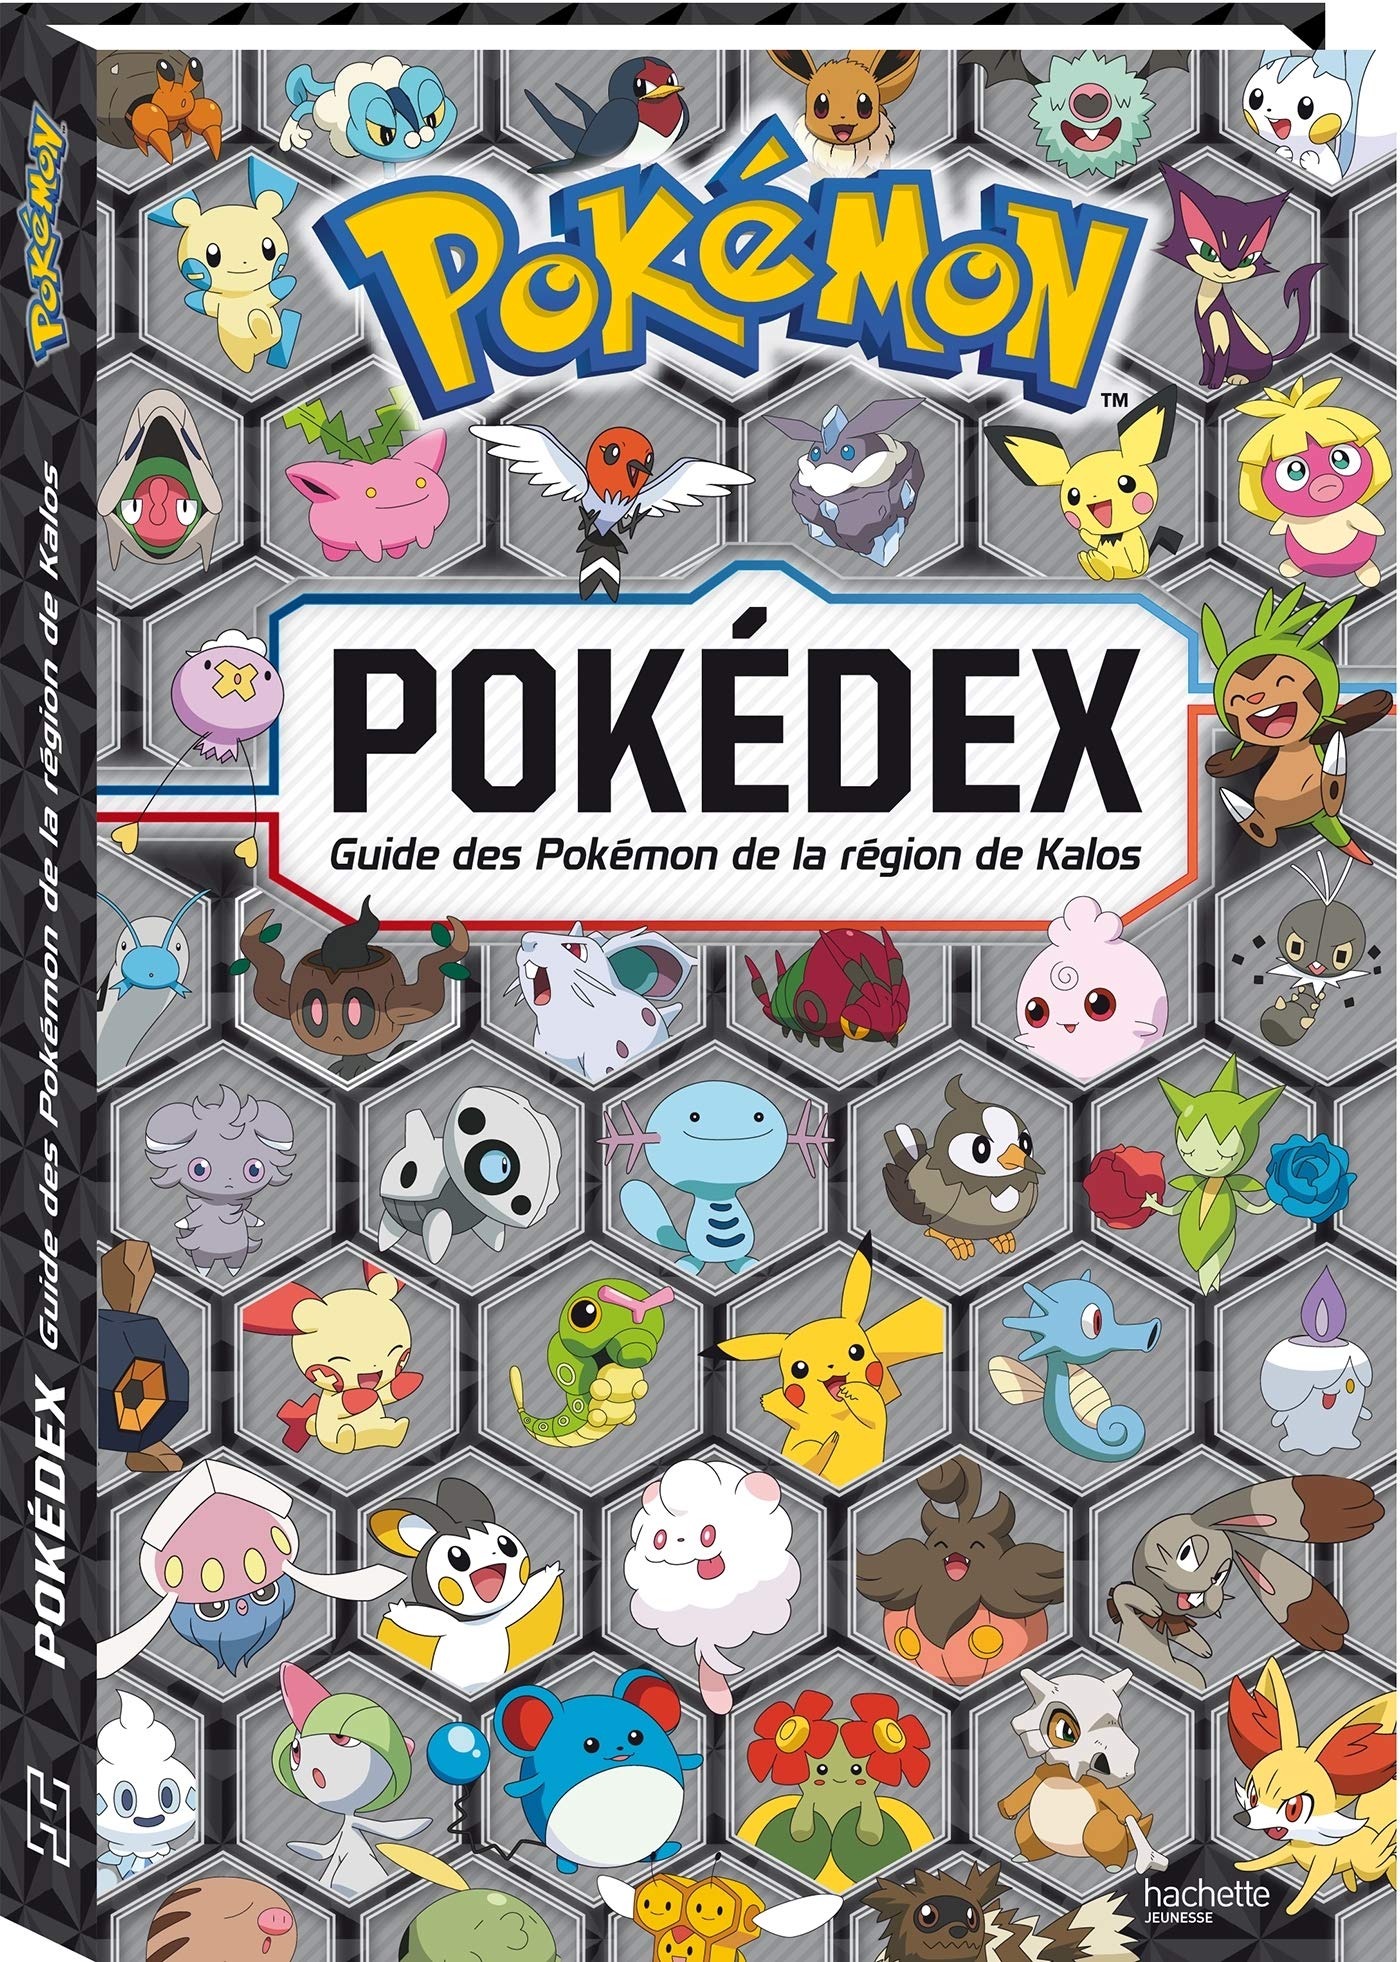 POKÉMON
POKÉMON
TM
POKÉDEX
Guide des Pokémon de la région de Kalos
POKÉDEX
Guide des Pokémon de la région de Kalos
hachette
JEUNESSE